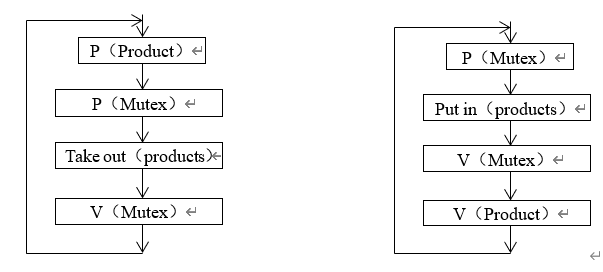 P（Product）↵
P（Mutex）↵
Take out（products）↵
V（Mutex）↵
P（Mutex）↵
Put in（products）↵
V（Mutex）↵
V（Product）↵
↵